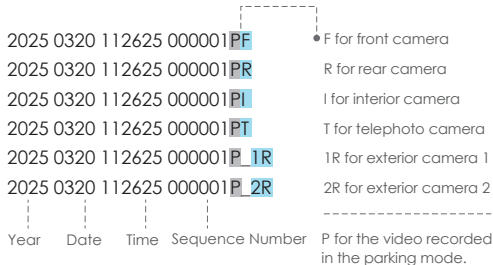 2025 0320 112625 000001PF F for front camera
2025 0320 112625 000001PR R for rear camera
2025 0320 112625 000001PI I for interior camera
2025 0320 112625 000001PT T for telephoto camera
2025 0320 112625 000001P_1R 1R for exterior camera 1
2025 0320 112625 000001P_2R 2R for exterior camera 2
Year Date Time Sequence Number P for the video recorded
in the parking mode.